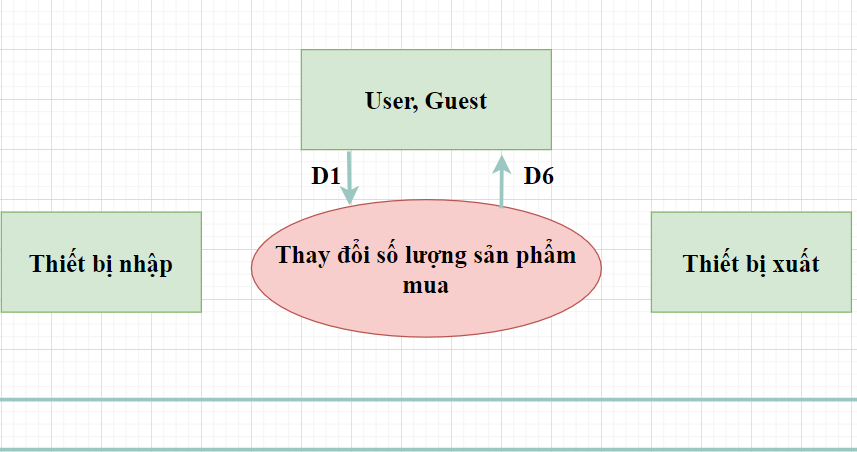 User, Guest
D1
D6
Thiết bị nhập
Thay đổi số lượng sản phẩm
mua
Thiết bị xuất